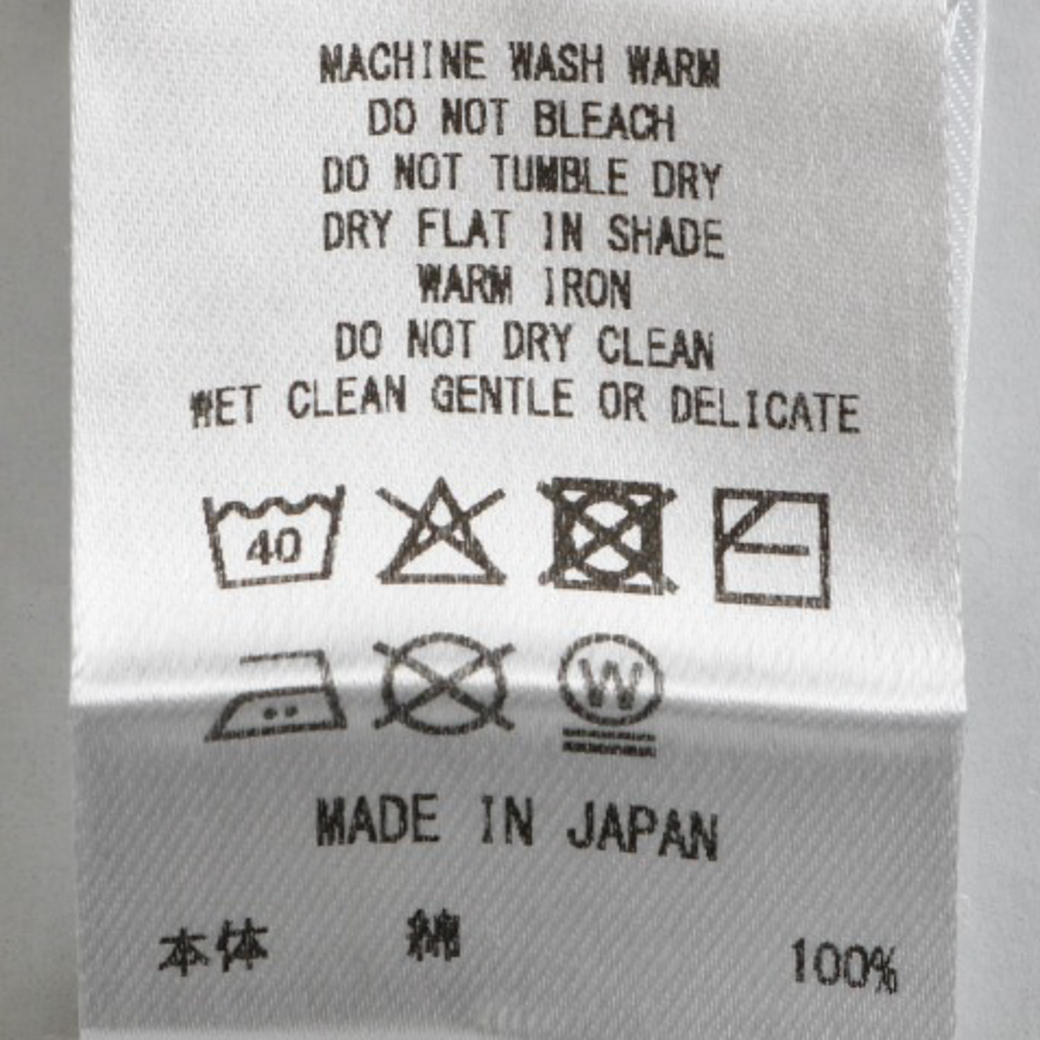 MACHINE WASH WARM
DO NOT BLEACH
DO NOT TUMBLE DRY
DRY FLAT IN SHADE
WARM IRON
DO NOT DRY CLEAN
WET CLEAN GENTLE OR DELICATE
40
W
MADE IN JAPAN
本体 綿 100%